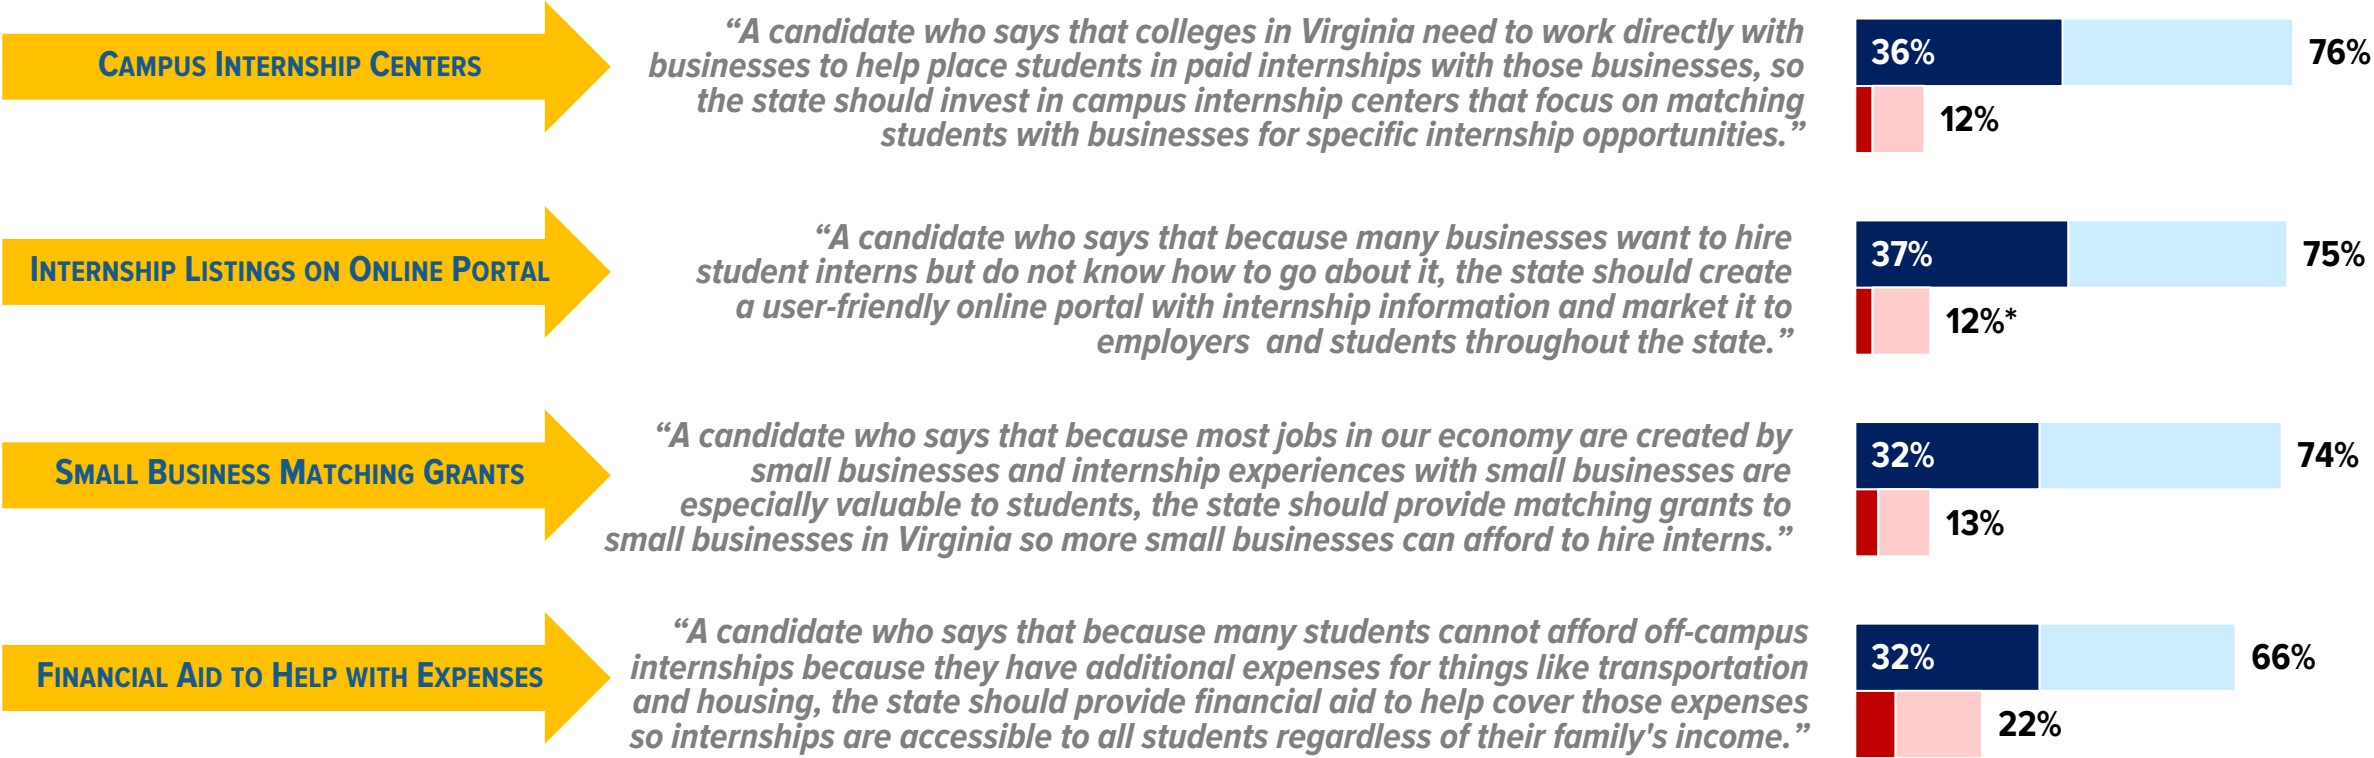 CAMPUS INTERNSHIP CENTERS
“A candidate who says that colleges in Virginia need to work directly with
businesses to help place students in paid internships with those businesses, so
the state should invest in campus internship centers that focus on matching
students with businesses for specific internship opportunities.”
36%
76%
12%
INTERNSHIP LISTINGS ON ONLINE PORTAL
“A candidate who says that because many businesses want to hire
student interns but do not know how to go about it, the state should create
a user-friendly online portal with internship information and market it to
employers  and students throughout the state.”
37%
75%
12%*
SMALL BUSINESS MATCHING GRANTS
“A candidate who says that because most jobs in our economy are created by
small businesses and internship experiences with small businesses are
especially valuable to students, the state should provide matching grants to
small businesses in Virginia so more small businesses can afford to hire interns.”
32%
74%
13%
FINANCIAL AID TO HELP WITH EXPENSES
“A candidate who says that because many students cannot afford off-campus
internships because they have additional expenses for things like transportation
and housing, the state should provide financial aid to help cover those expenses
so internships are accessible to all students regardless of their family's income.”
32%
66%
22%